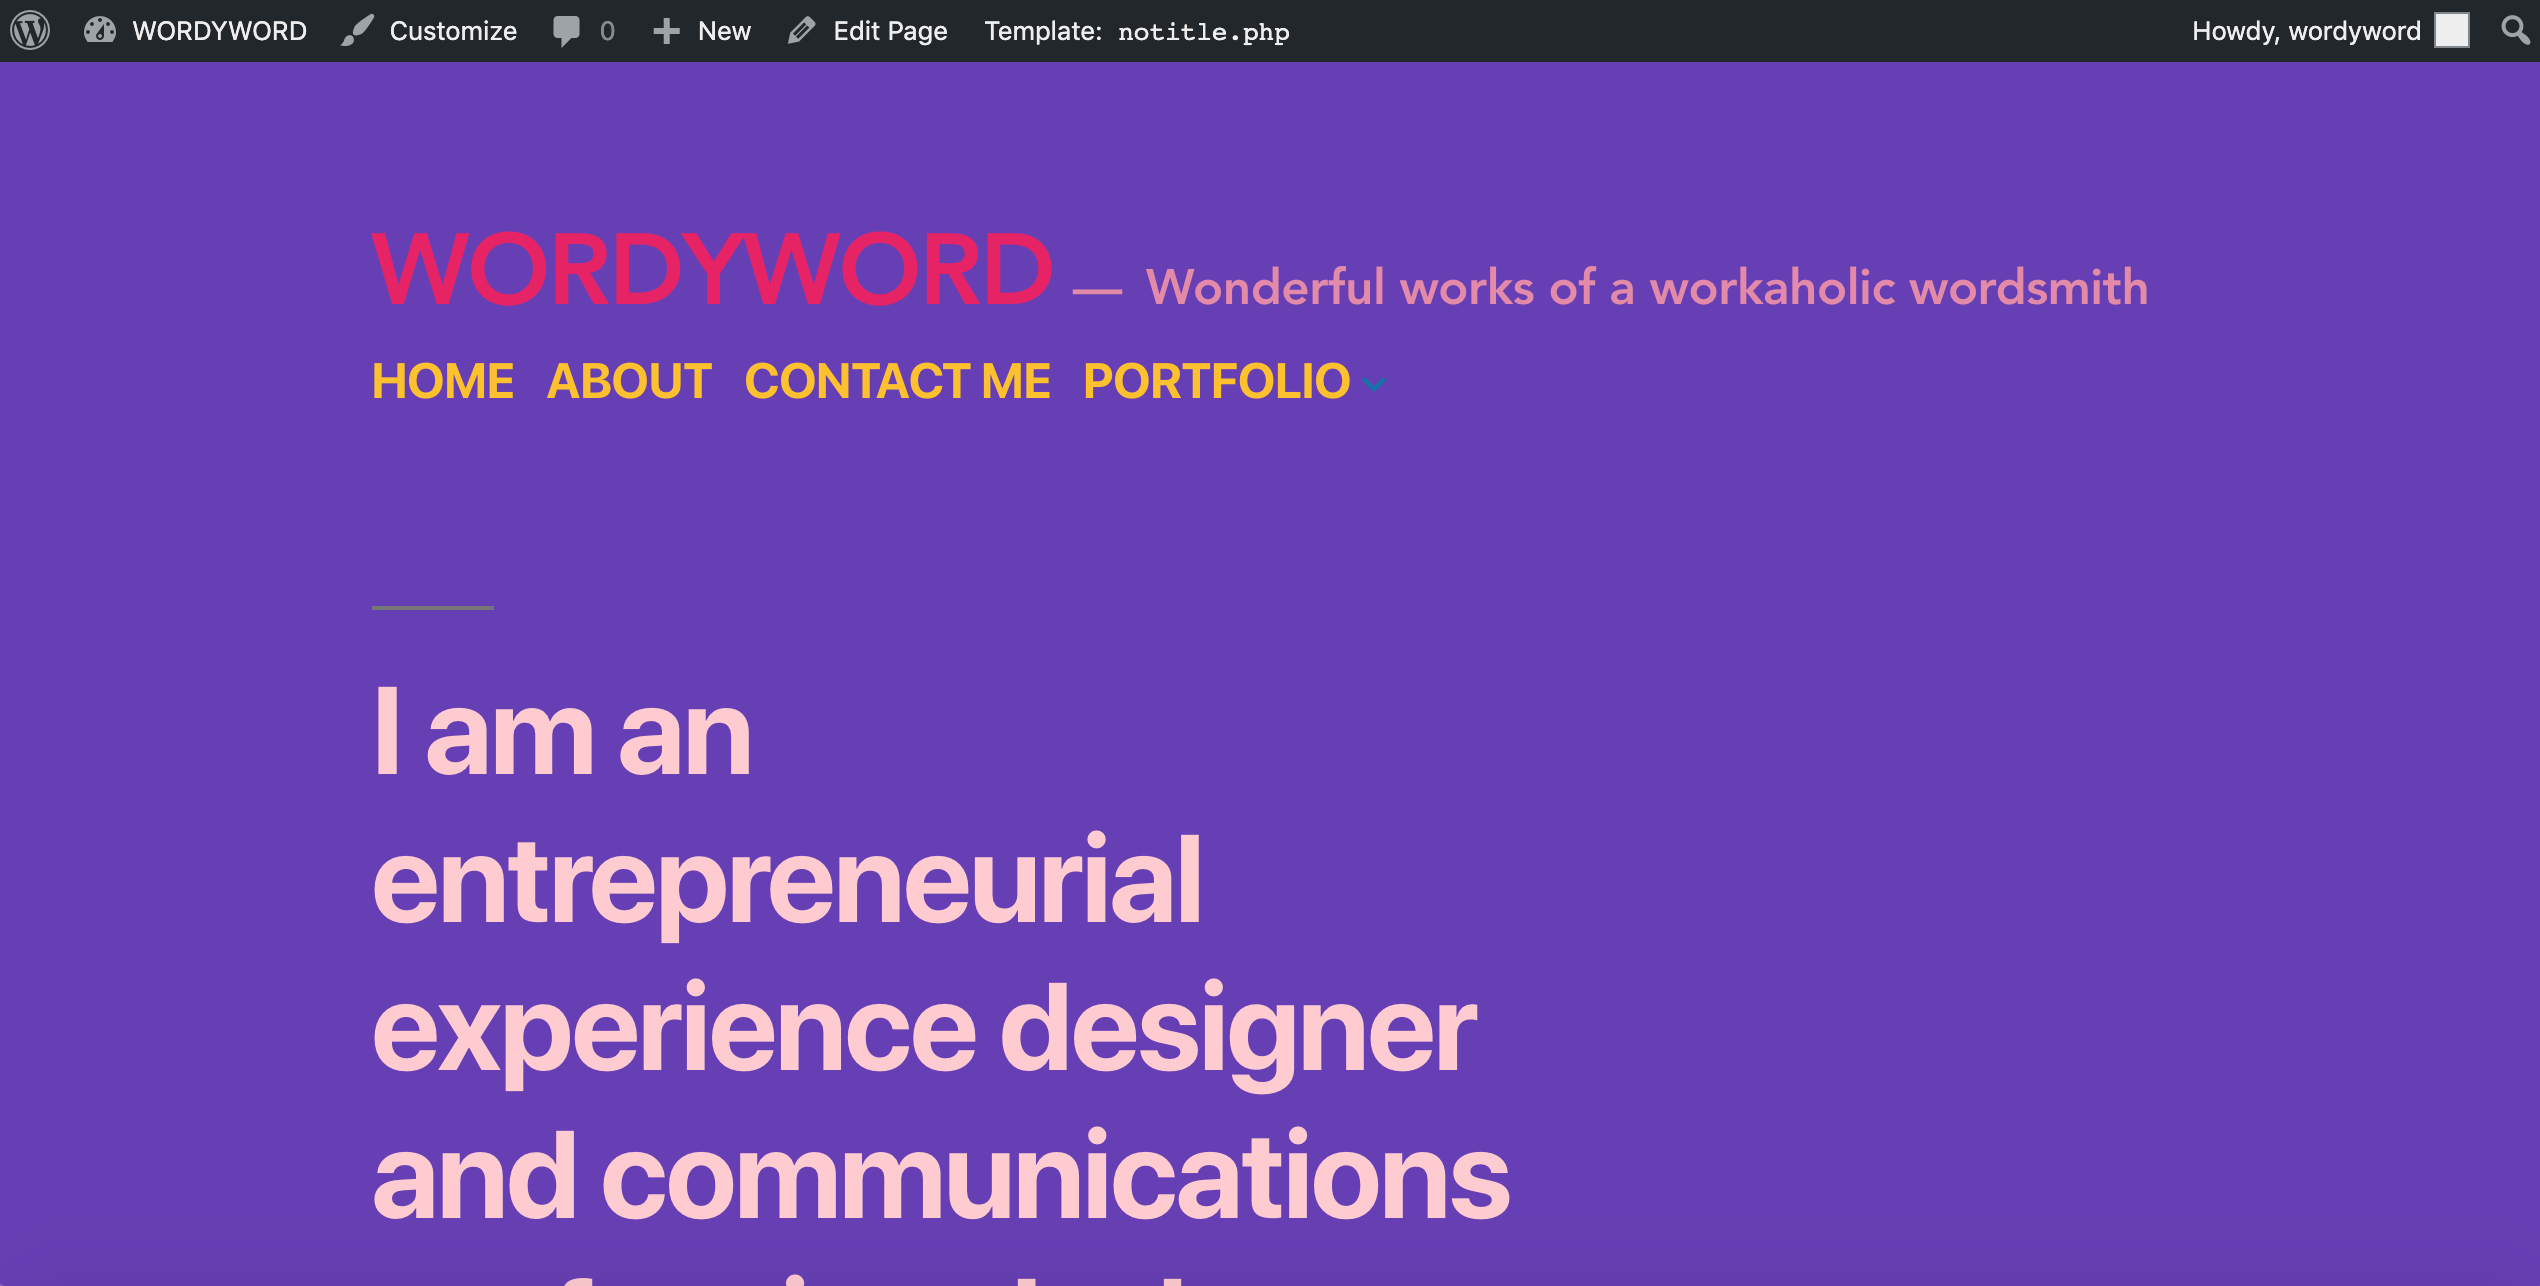 WORDYWORD Customize 0 New Edit Page Template: notitle.php Howdy, wordyword
WORDYWORD — Wonderful works of a workaholic wordsmith
HOME ABOUT CONTACT ME PORTFOLIO
I am an
entrepreneurial
experience designer
and communications